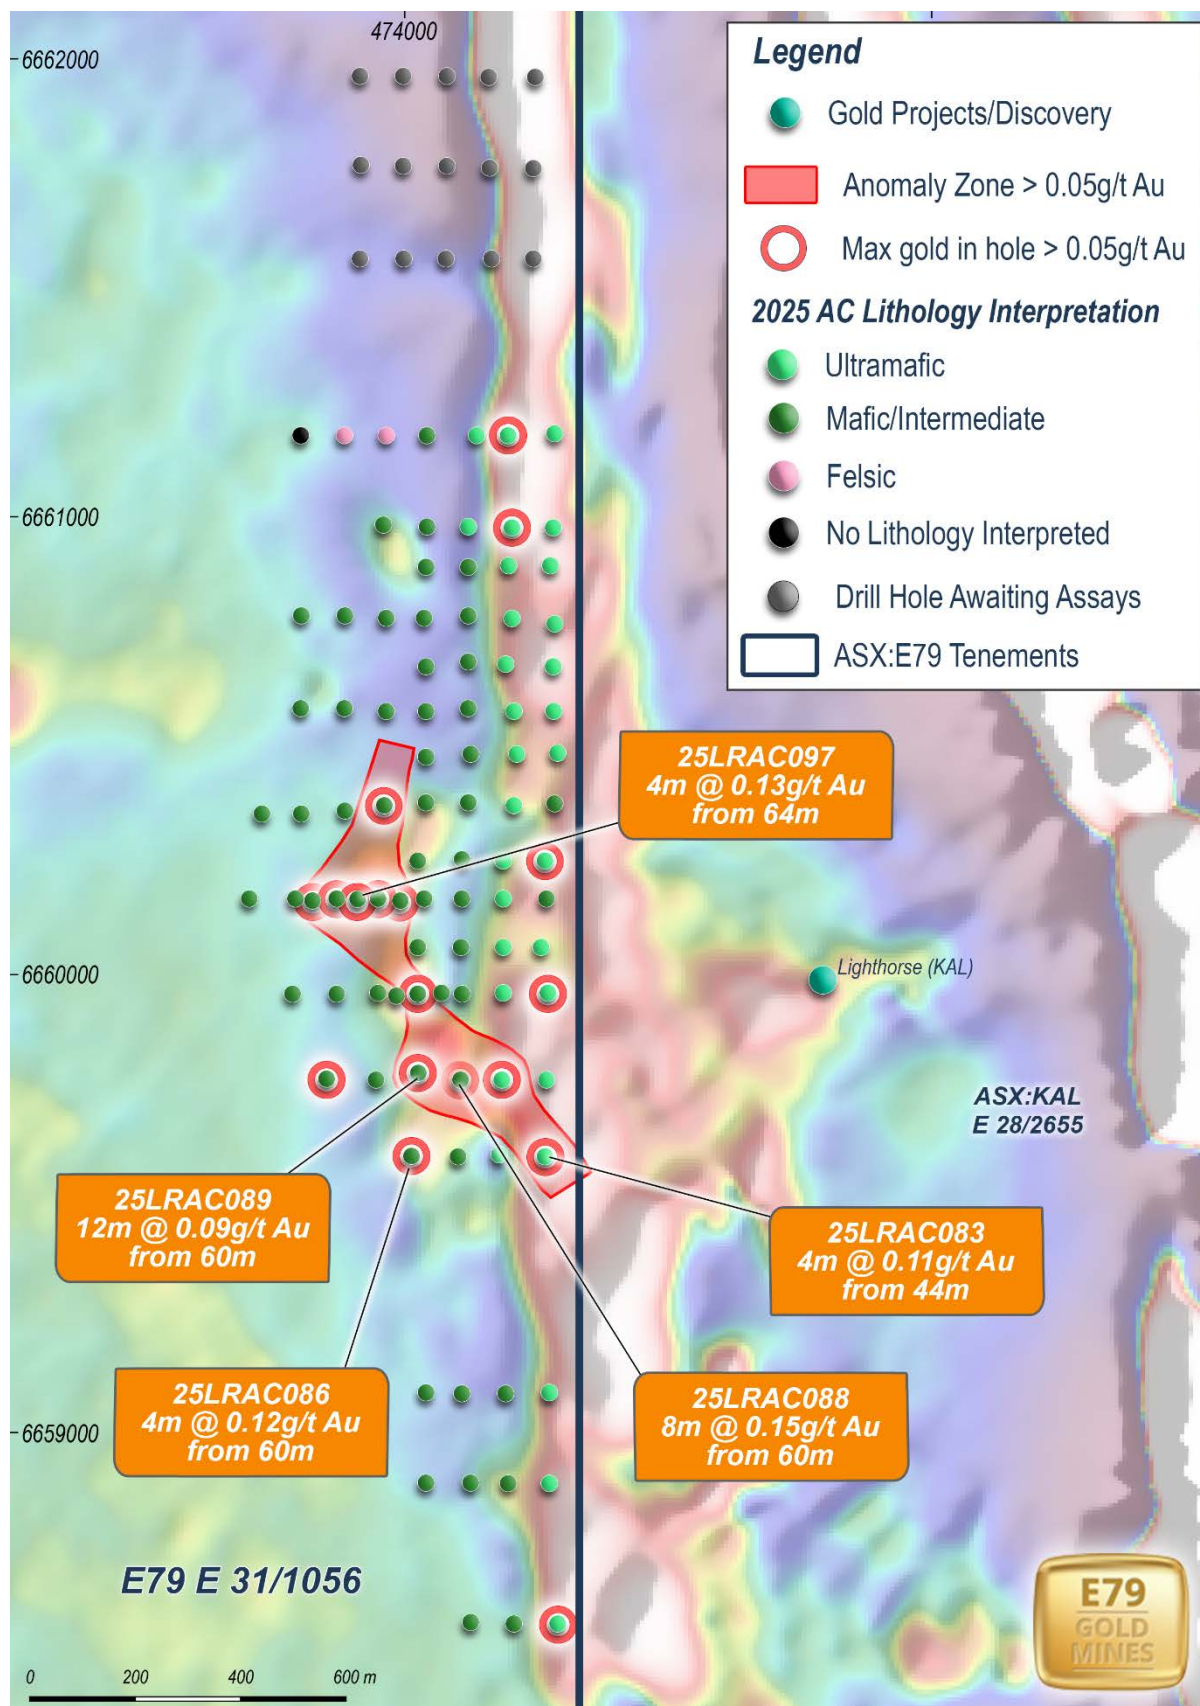 474000
6662000
Legend
Gold Projects/Discovery
Anomaly Zone > 0.05g/t Au
Max gold in hole > 0.05g/t Au
2025 AC Lithology Interpretation
Ultramafic
Mafic/Intermediate
Felsic
No Lithology Interpreted
Drill Hole Awaiting Assays
ASX:E79 Tenements
6661000
25LRAC097
4m @ 0.13g/t Au
from 64m
6660000
Lighthorse (KAL)
ASX:KAL
E 28/2655
25LRAC089
12m @ 0.09g/t Au
from 60m
25LRAC083
4m @ 0.11g/t Au
from 44m
25LRAC086
4m @ 0.12g/t Au
from 60m
25LRAC088
8m @ 0.15g/t Au
from 60m
6659000
E79 E 31/1056
E79
GOLD
MINES
0 200 400 600 m